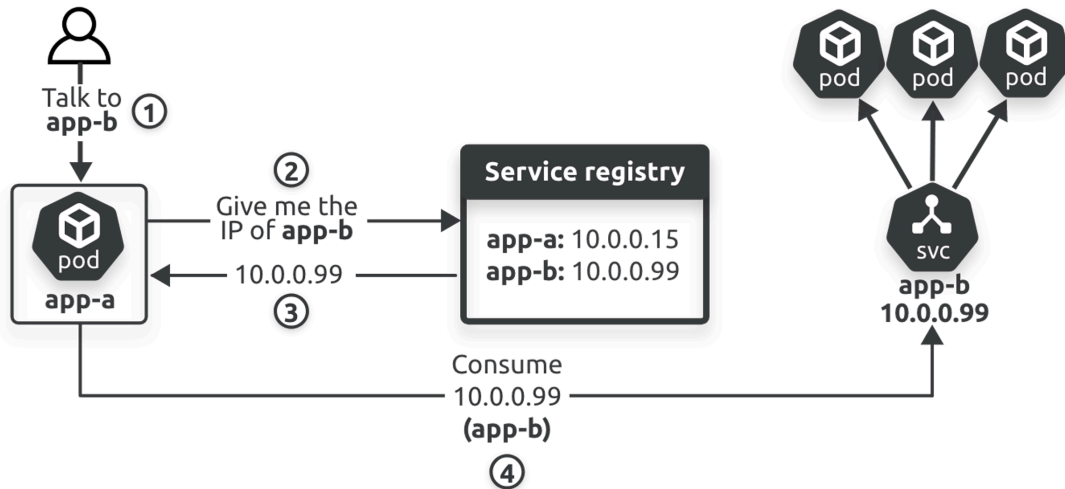 Talk to
app-b
1
pod
app-a
2
Give me the
IP of app-b
10.0.0.99
3
Service registry
app-a: 10.0.0.15
app-b: 10.0.0.99
Consume
10.0.0.99
(app-b)
4
pod
pod
pod
svc
app-b
10.0.0.99